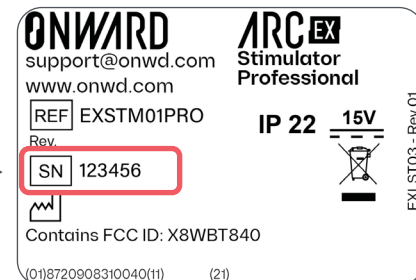 ONWARD
support@onwd.com
www.onwd.com
REF EXSTM01PRO
Rev.
SN 123456
Contains FCC ID: X8WBT840
(01)8720908310040(11) (21)
ARC EX
Stimulator
Professional
IP 22 15V
EXLST03 - Rev 01